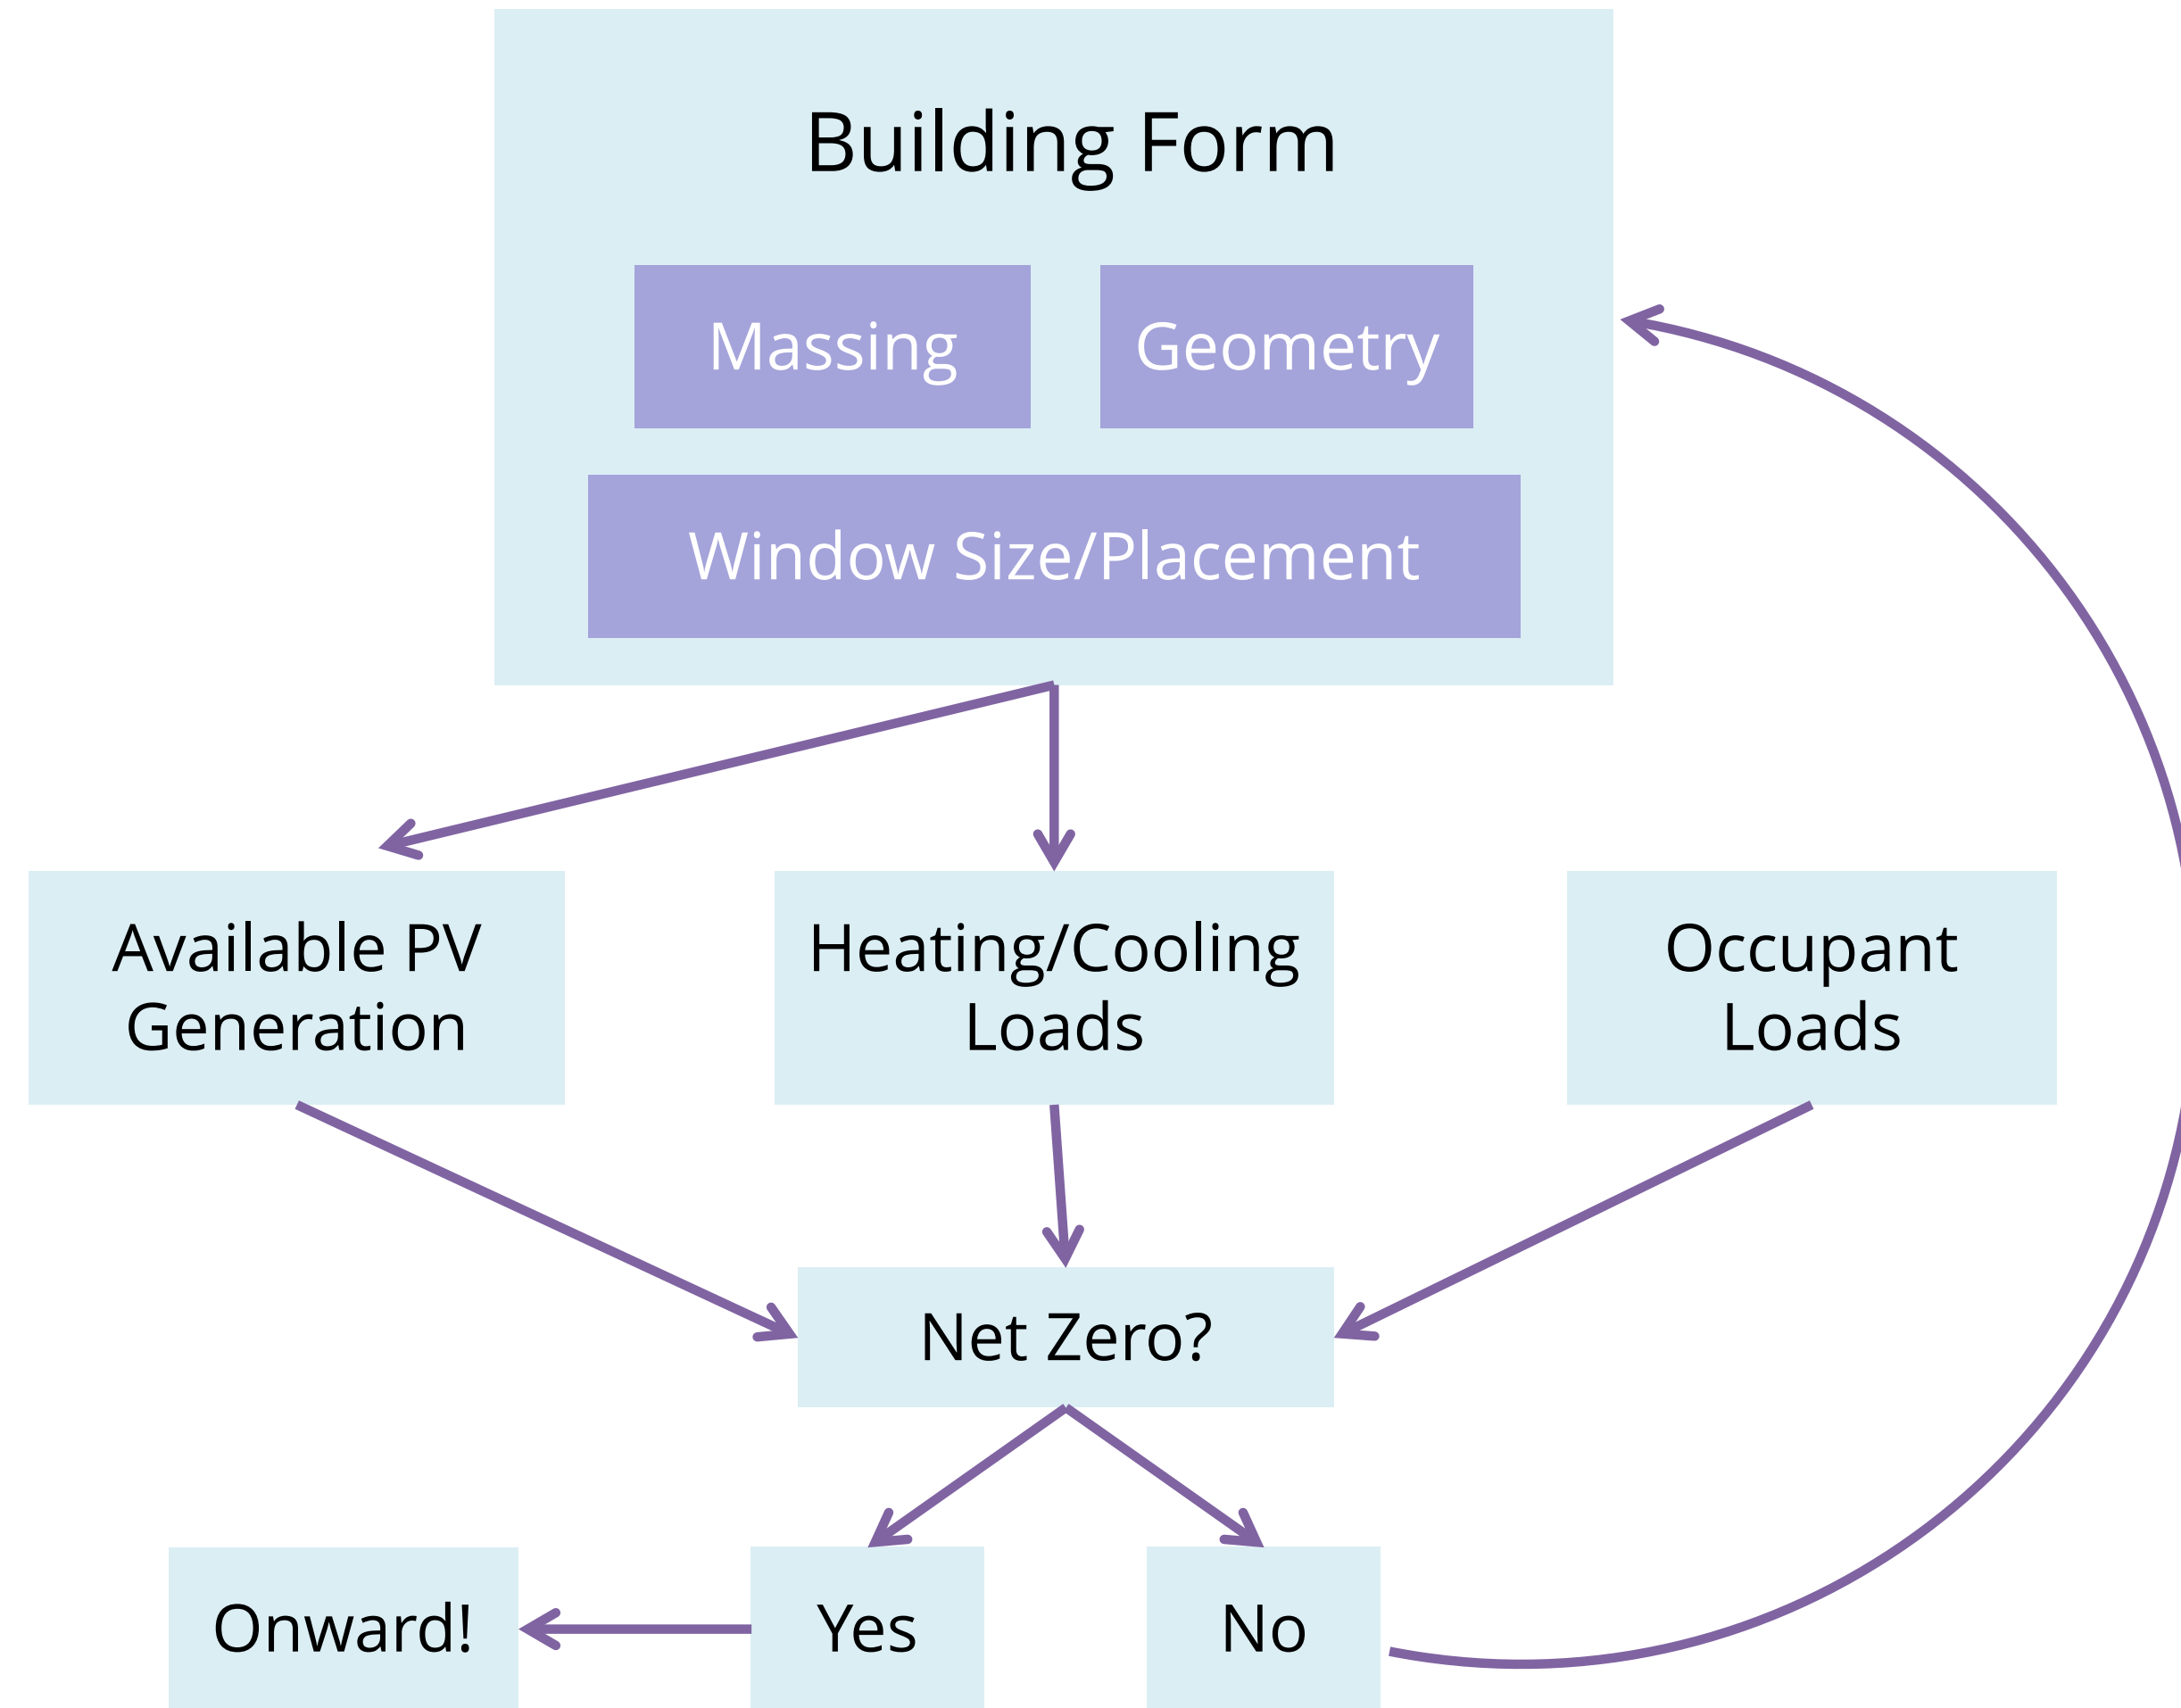 Building Form
Massing
Geometry
Window Size/Placement
Available PV
Generation
Heating/Cooling
Loads
Occupant
Loads
Net Zero?
Onward!
Yes
No